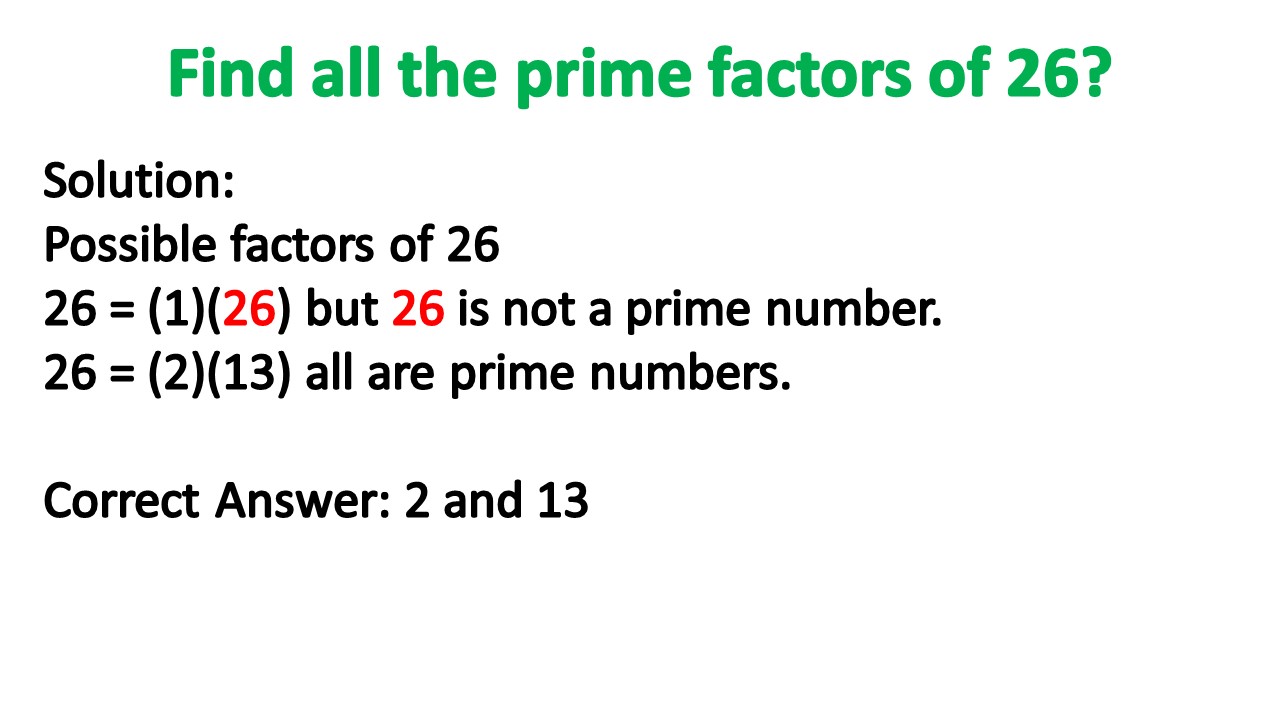 Find all the prime factors of 26?
Solution:
Possible factors of 26
26 = (1)(26) but 26 is not a prime number.
26 = (2)(13) all are prime numbers.
Correct Answer: 2 and 13